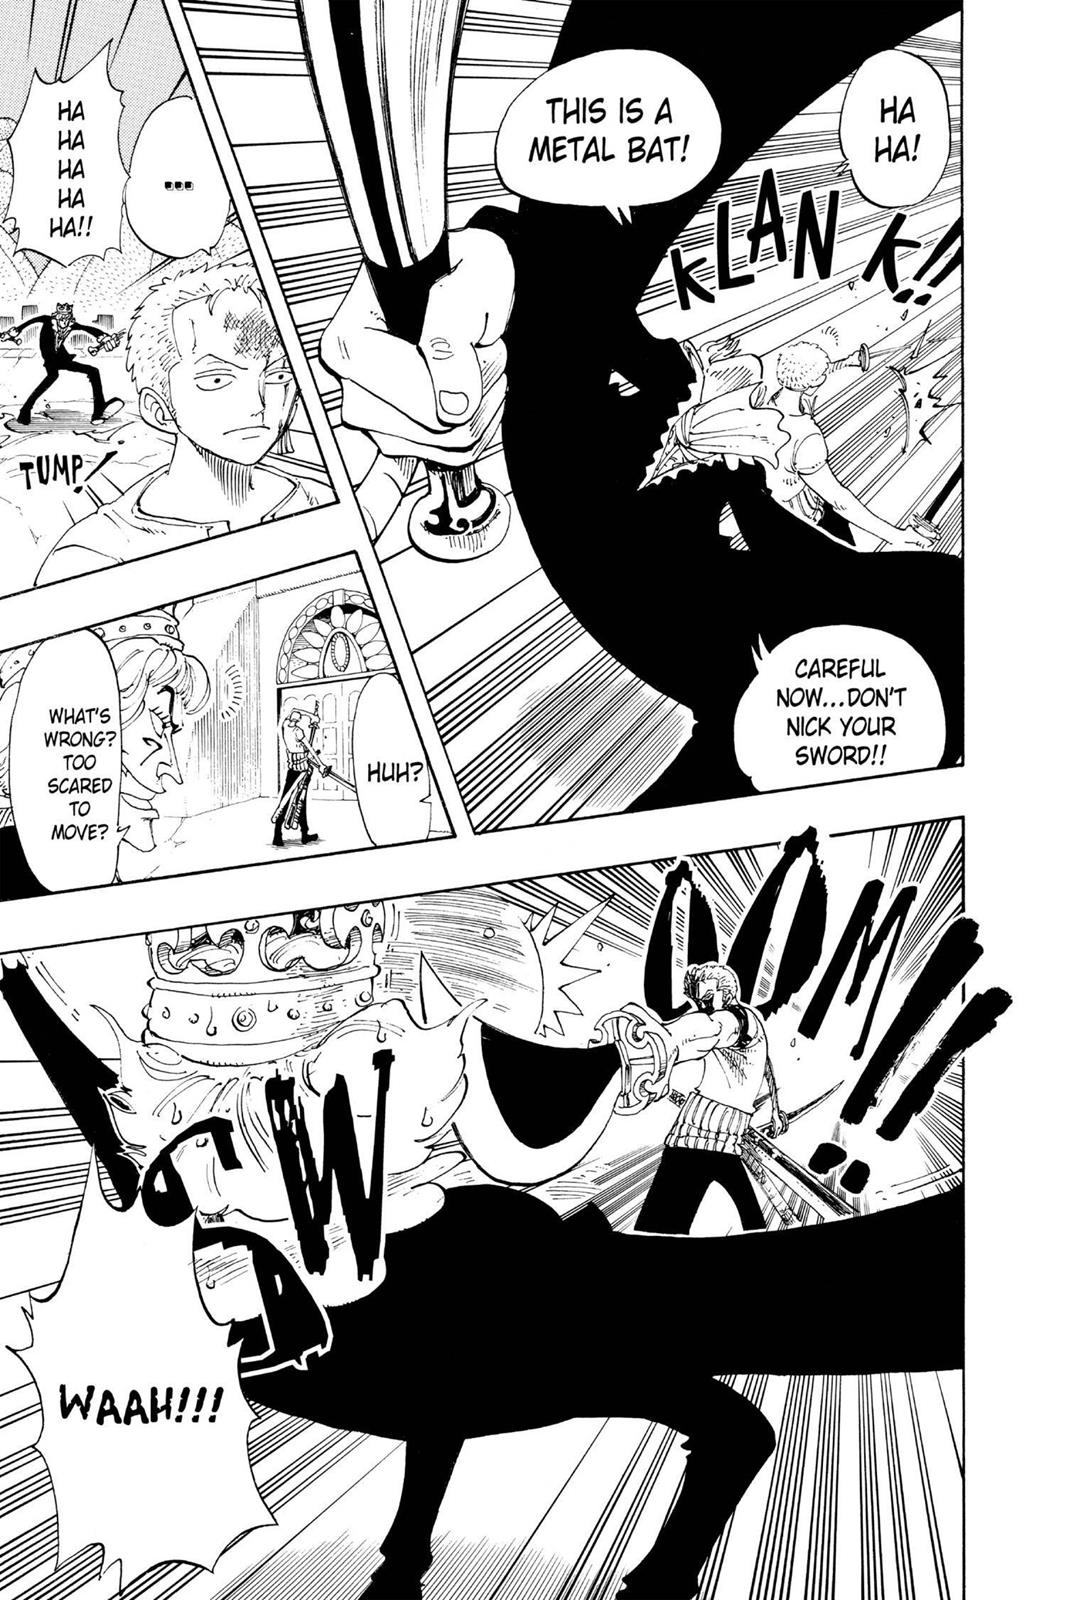 HA
HA!
THIS IS A
METAL BAT!
KLANK!!
CAREFUL
NOW...DON'T
NICK YOUR
SWORD!!
...
HA
HA
HA
HA
HA!!
TUMP!
HUH?
WHAT'S
WRONG?
TOO
SCARED
TO
MOVE?
OOM!!
WAAH!!!